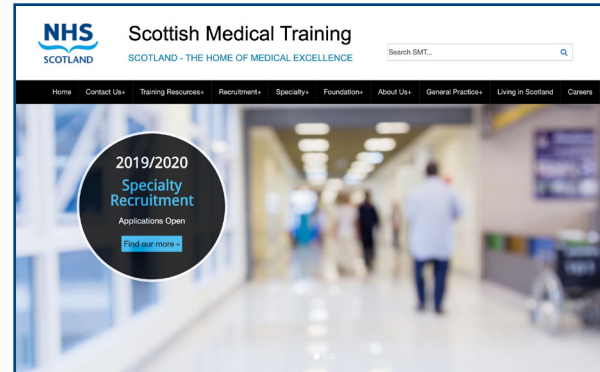 NHS
SCOTLAND
Scottish Medical Training
SCOTLAND - THE HOME OF MEDICAL EXCELLENCE
Search SMT...
Home Contact Us+ Training Resources+ Recruitment+ Specialty+ Foundation+ About Us+ General Practice+ Living in Scotland Careers
2019/2020
Specialty
Recruitment
Applications Open
Find our more »